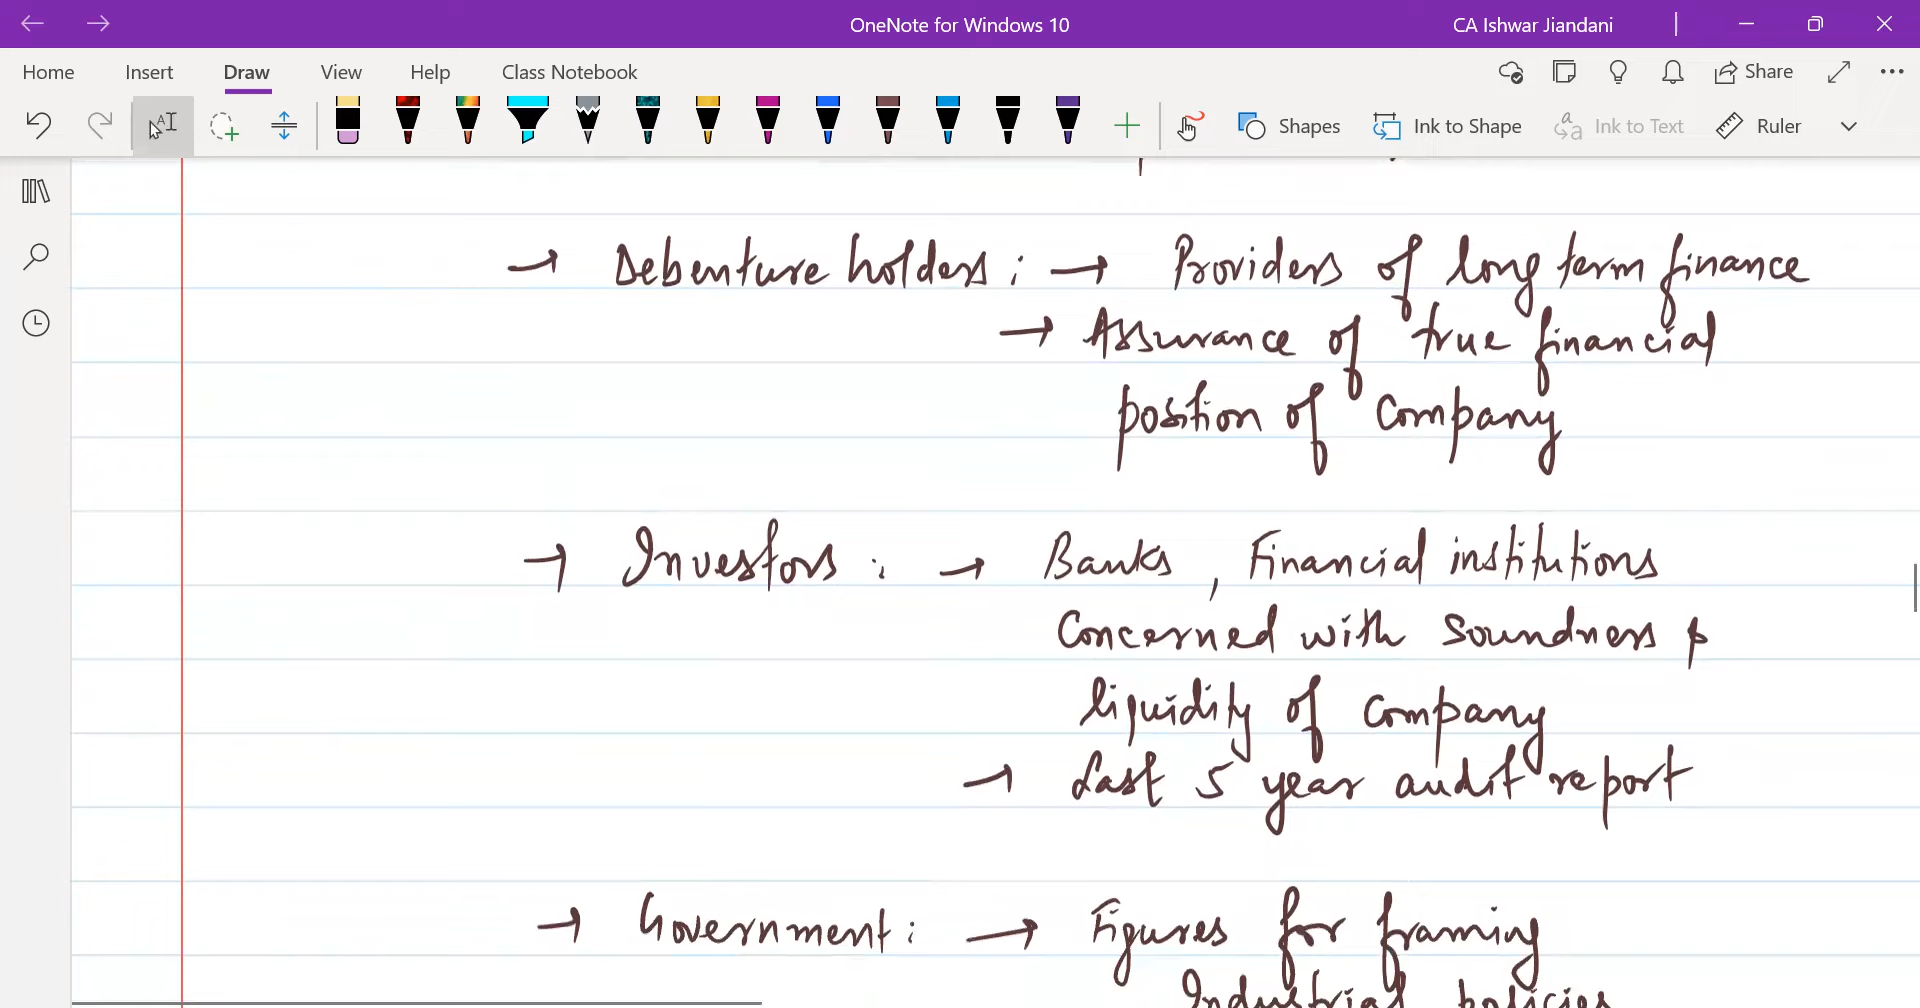 OneNote for Windows 10
CA Ishwar Jiandani
Home Insert Draw View Help Class Notebook
Share
Shapes Ink to Shape Ink to Text Ruler
→ Debenture holders : → Providers of long term finance
→ Assurance of true financial
position of Company
→ Investors : → Banks , Financial institutions
Concerned with Soundness &
liquidity of company
→ Last 5 year audit report
→ Government : → Figures for framing
Industrial policies